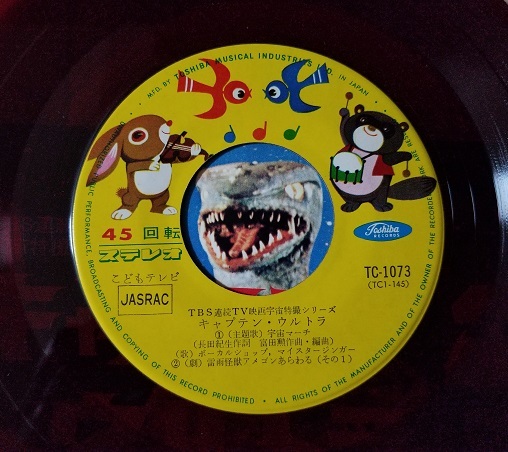 MFD. BY TOSHIBA MUSICAL INDUSTRIES LTD. IN JAPAN
45 回転
ステレオ
こどもテレビ
JASRAC
Toshiba
RECORDS
TC-1073
(TC1-145)
TBS連続TV映画宇宙特撮シリーズ
キャプテン・ウルトラ
①(主題歌)宇宙マーチ
(長田紀生作詞 冨田勲作曲・編曲)
(歌)ボーカルショップ,マイスタージンガー
②(劇)雷雨怪獣アメゴンあらわる(その1)
PUBLIC PERFORMANCE, BROADCASTING AND COPYING OF THIS RECORD PROHIBITED • ALL RIGHTS OF THE MANUFACTURER AND OF THE OWNER OF THE RECORDED